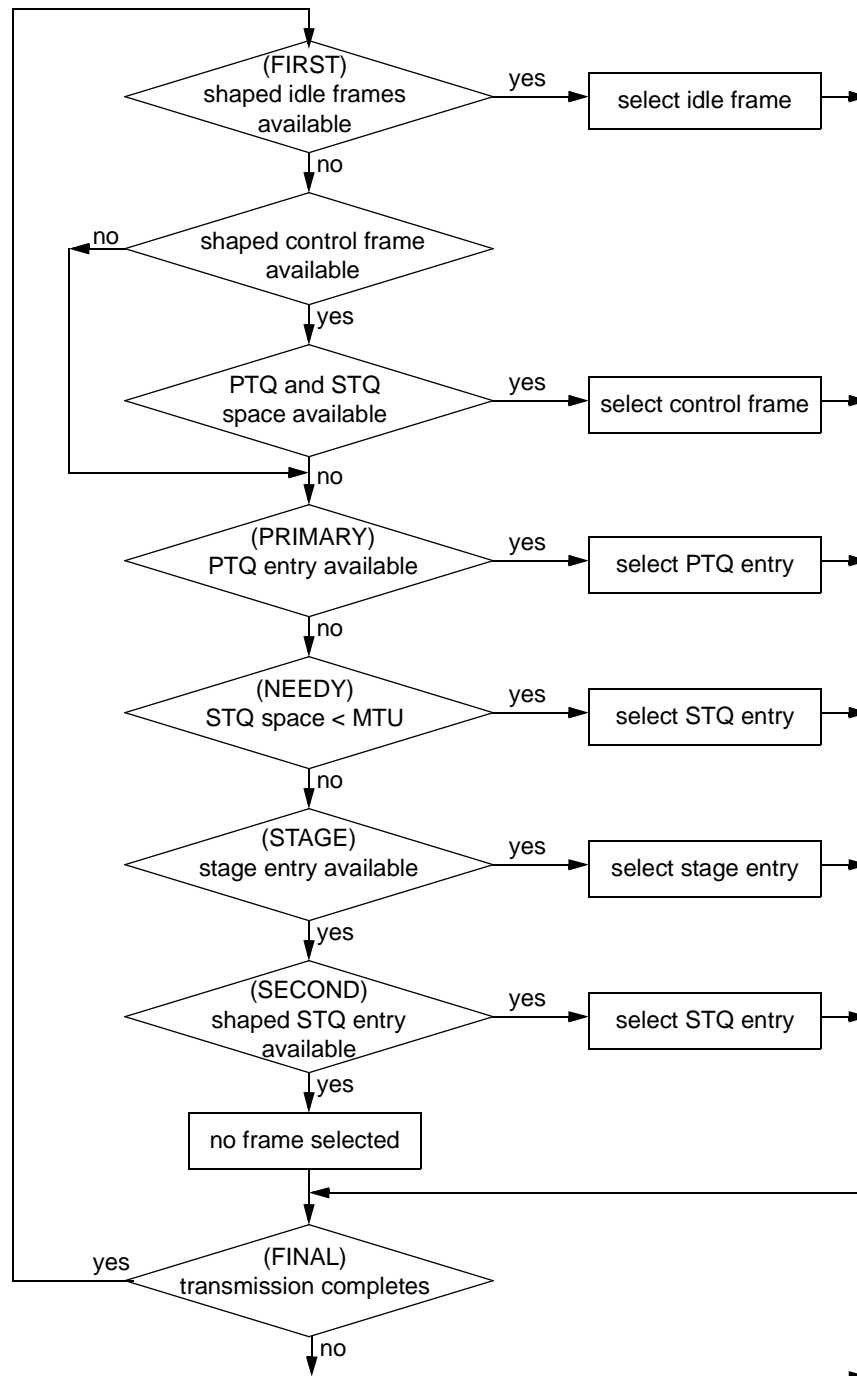 (FIRST)
shaped idle frames
available
yes
select idle frame
no
no
shaped control frame
available
yes
PTQ and STQ
space available
yes
select control frame
no
(PRIMARY)
PTQ entry available
yes
select PTQ entry
no
(NEEDY)
STQ space < MTU
yes
select STQ entry
no
(STAGE)
stage entry available
yes
select stage entry
yes
(SECOND)
shaped STQ entry
available
yes
select STQ entry
yes
no frame selected
yes
(FINAL)
transmission completes
no